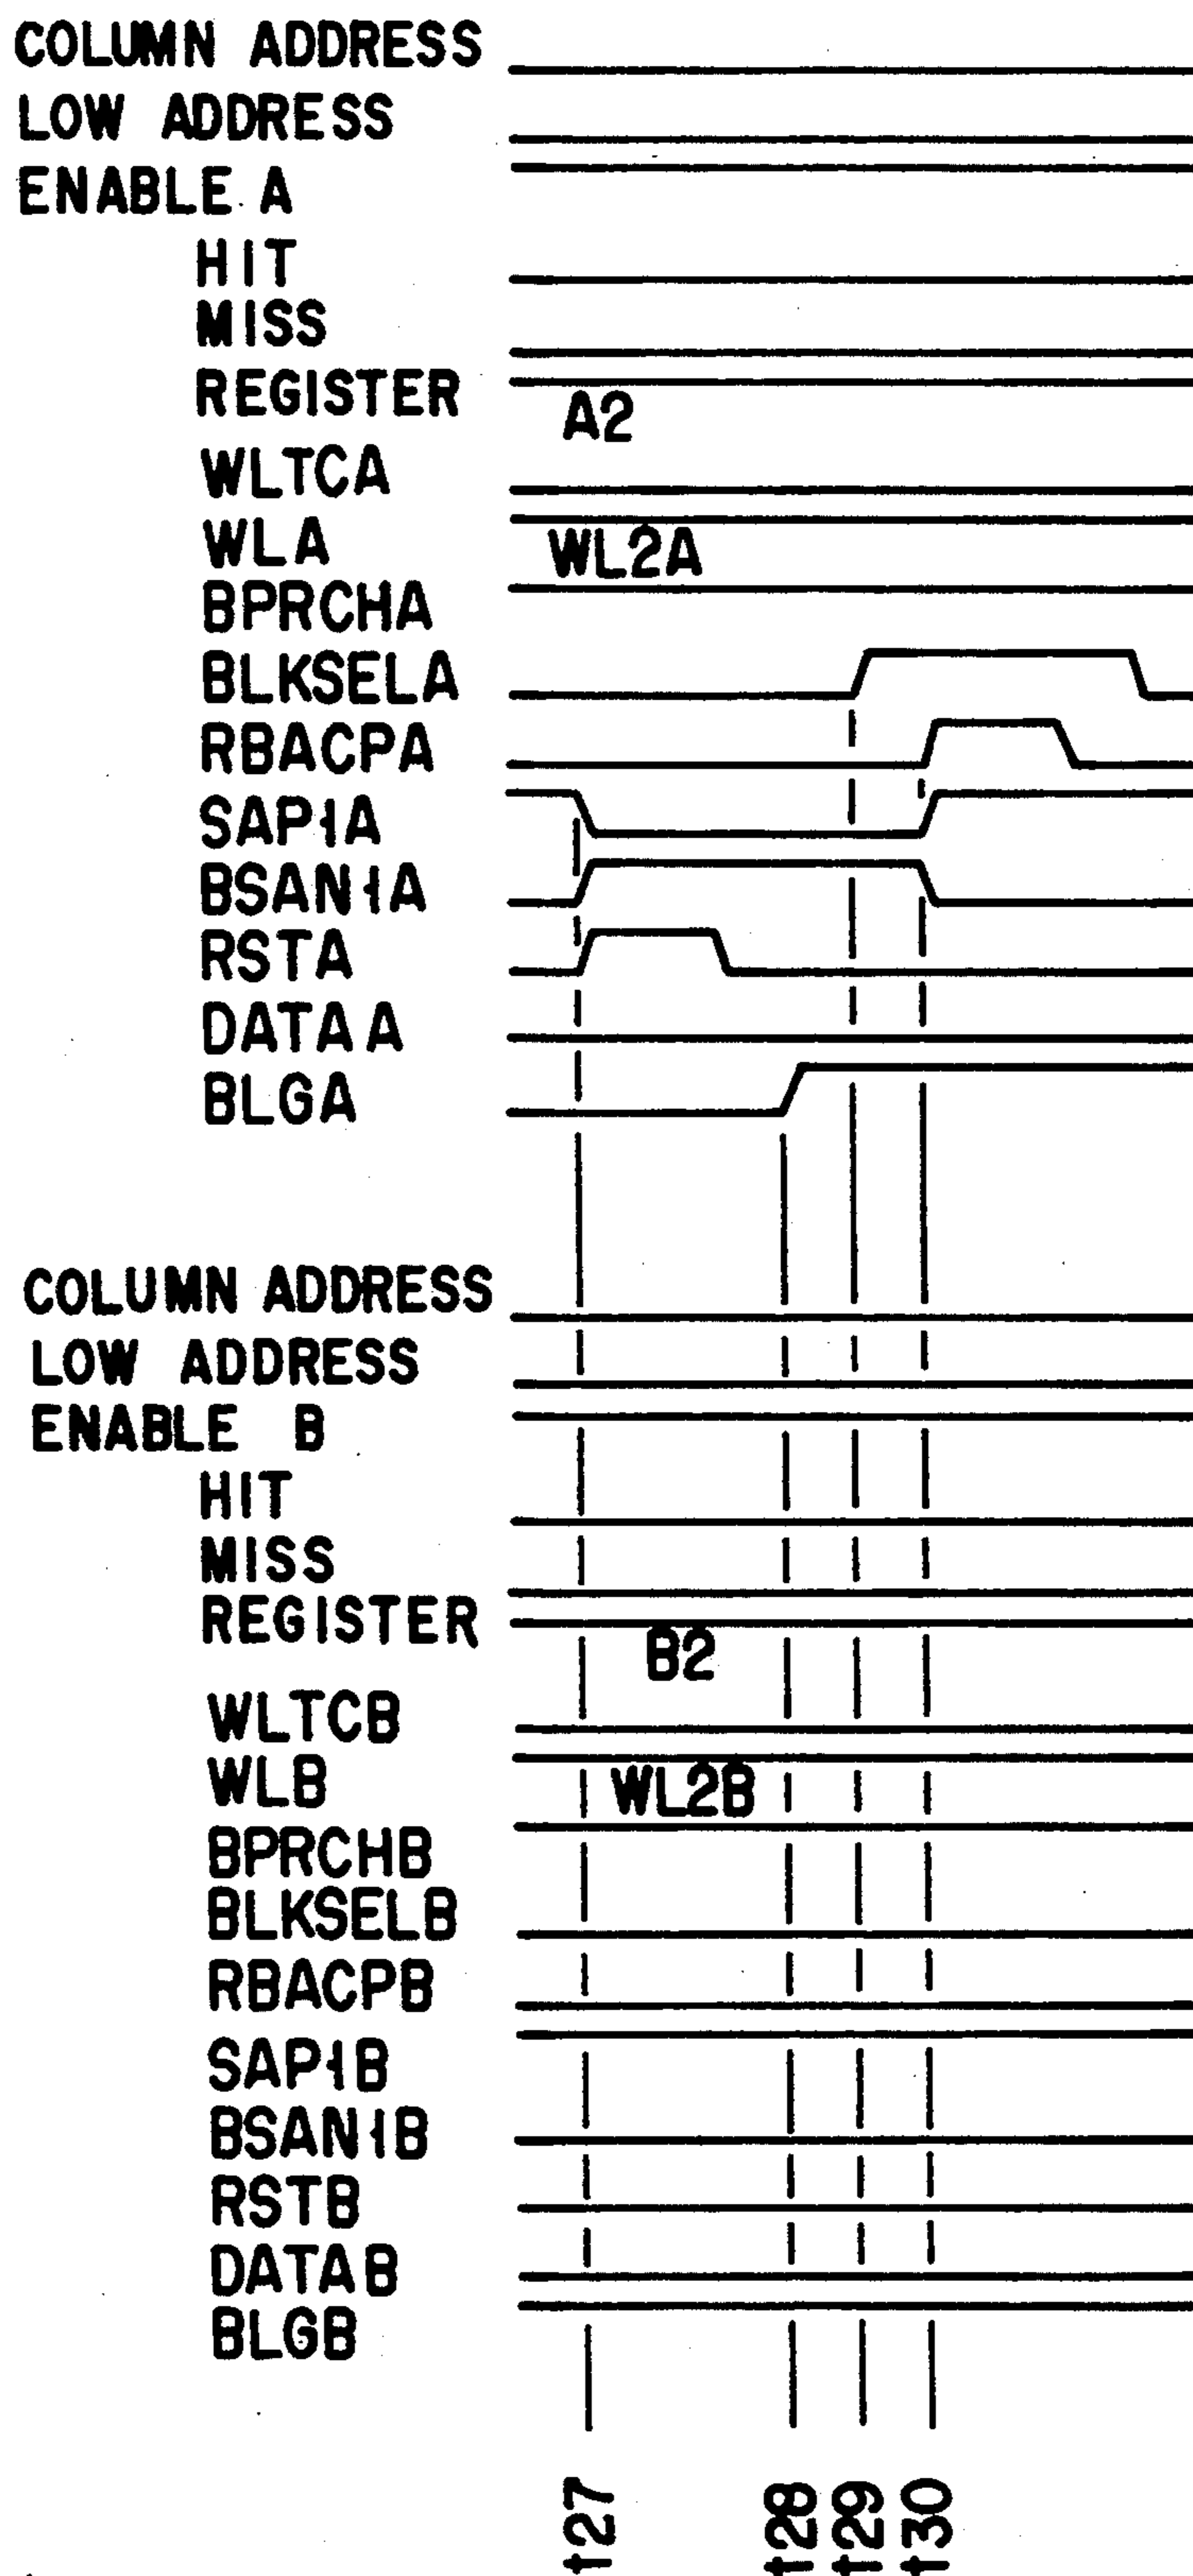 COLUMN ADDRESS
LOW ADDRESS
ENABLE A
HIT
MISS
REGISTER
A2
WLTCA
WLA
WL2A
BPRCHA
BLKSELA
RBACPA
SAP1A
BSAN1A
RSTA
DATA A
BLGA
COLUMN ADDRESS
LOW ADDRESS
ENABLE B
HIT
MISS
REGISTER
B2
WLTCB
WLB
WL2B
BPRCHB
BLKSELB
RBACPB
SAP1B
BSAN1B
RSTB
DATAB
BLGB
t27
t28
t29
t30